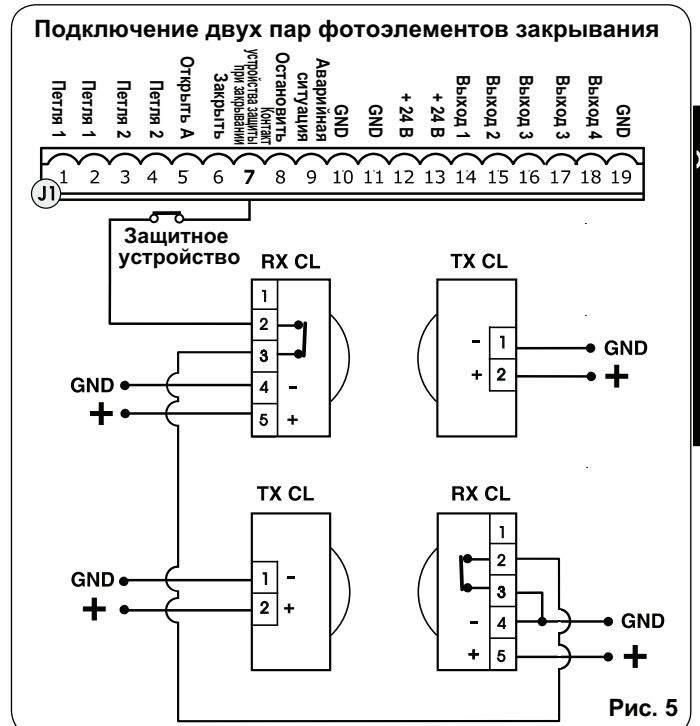 Подключение двух пар фотоэлементов закрывания
Петля 1
Петля 1
Петля 2
Петля 2
Открыть А
Закрыть
Контакт
устройства защиты
при закрывании
Остановить
Аварийная
ситуация
GND
GND
+ 24 В
+ 24 В
Выход 1
Выход 2
Выход 3
Выход 3
Выход 4
GND
J1
1 2 3 4 5 6 7 8 9 10 11 12 13 14 15 16 17 18 19
Защитное
устройство
RX CL
1
2
3
GND 4 -
+ 5 +
TX CL
- 1 GND
+ 2 +
TX CL
GND 1 -
+ 2 +
RX CL
1
2
3
- 4 GND
+ 5 +
Рис. 5